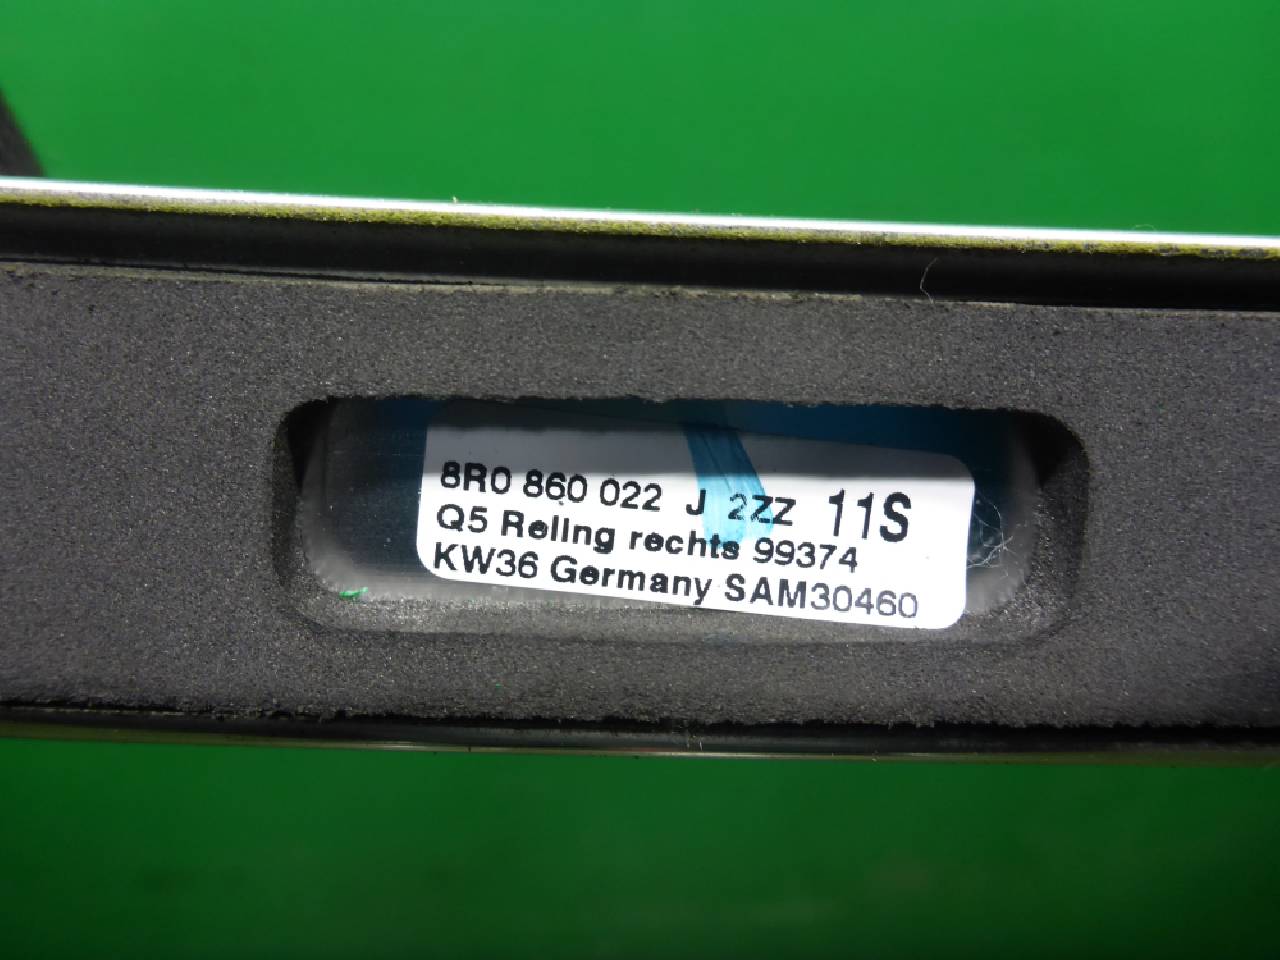 8R0 860 022 J 2ZZ 11S
Q5 Reling rechts 99374
KW36 Germany SAM30460